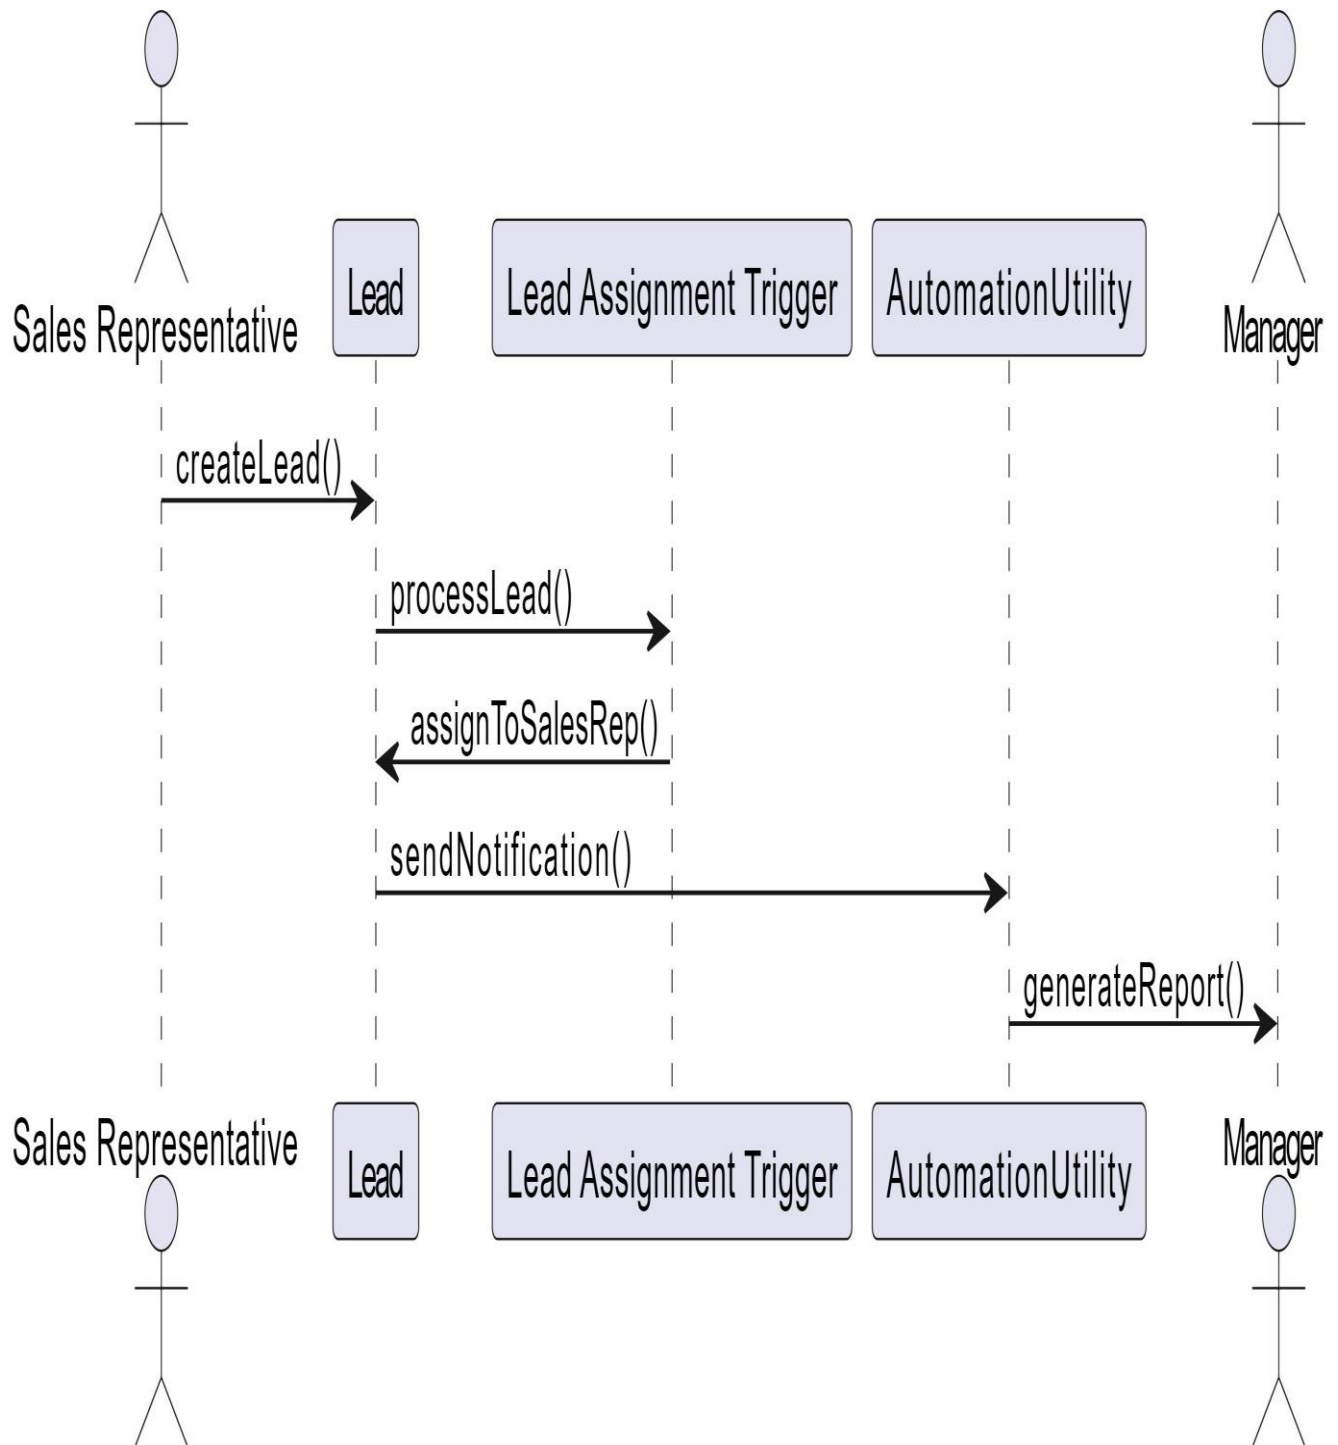 Sales Representative
Lead
Lead Assignment Trigger
AutomationUtility
Manager
createLead()
processLead()
assignToSalesRep()
sendNotification()
generateReport()
Sales Representative
Lead
Lead Assignment Trigger
AutomationUtility
Manager